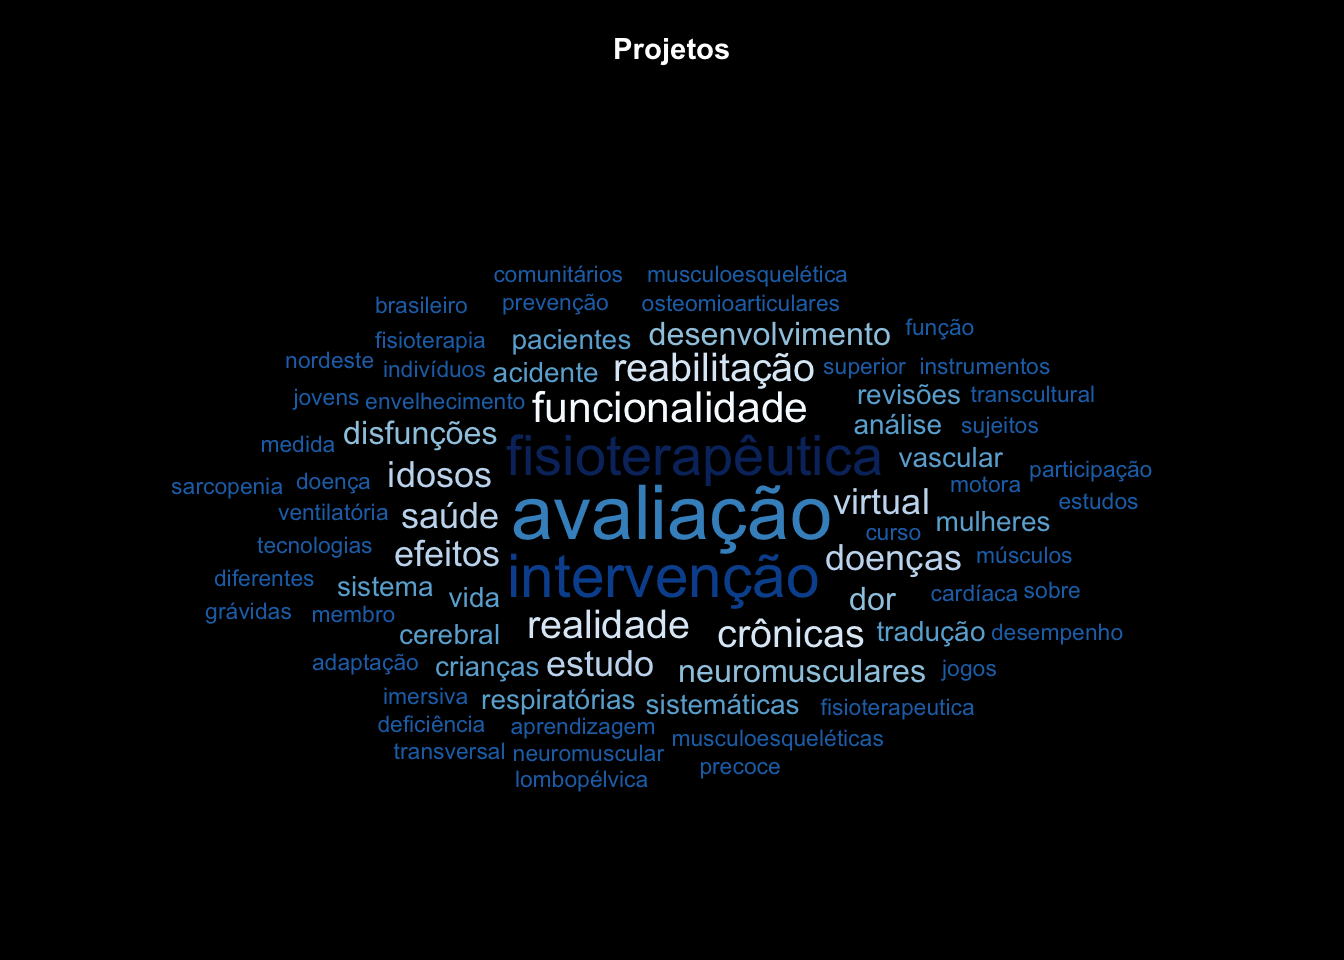 Projetos
comunitários musculoesquelética
brasileiro prevenção osteomioarticulares
fisioterapia pacientes desenvolvimento função
nordeste indivíduos acidente reabilitação superior instrumentos
jovens envelhecimento funcionalidade revisões transcultural
medida disfunções fisioterapêutica análise sujeitos
sarcopenia doença idosos vascular motora participação
ventilatória saúde avaliação virtual mulheres estudos
tecnologias efeitos curso doenças músculos
diferentes sistema vida intervenção dor cardíaca sobre
grávidas membro cerebral realidade crônicas tradução desempenho
adaptação crianças estudo neuromusculares jogos
imersiva respiratórias sistemáticas fisioterapeutica
deficiência aprendizagem musculoesqueléticas
transversal neuromuscular precoce
lombopélvica